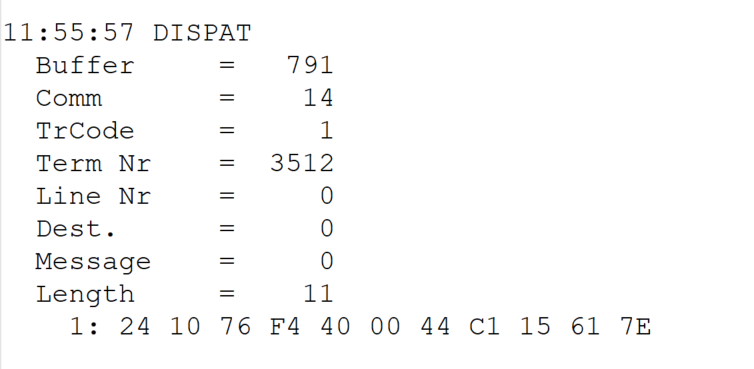 11:55:57 DISPAT
Buffer = 791
Comm = 14
TrCode = 1
Term Nr = 3512
Line Nr = 0
Dest. = 0
Message = 0
Length = 11
1: 24 10 76 F4 40 00 44 C1 15 61 7E